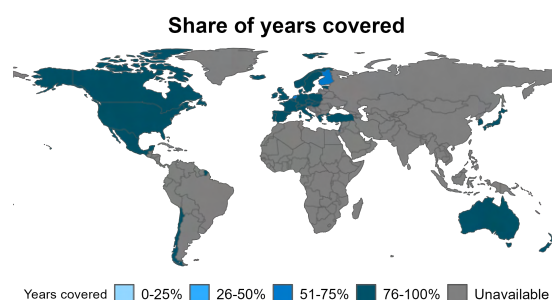 Share of years covered
Years covered 0-25% 26-50% 51-75% 76-100% Unavailable